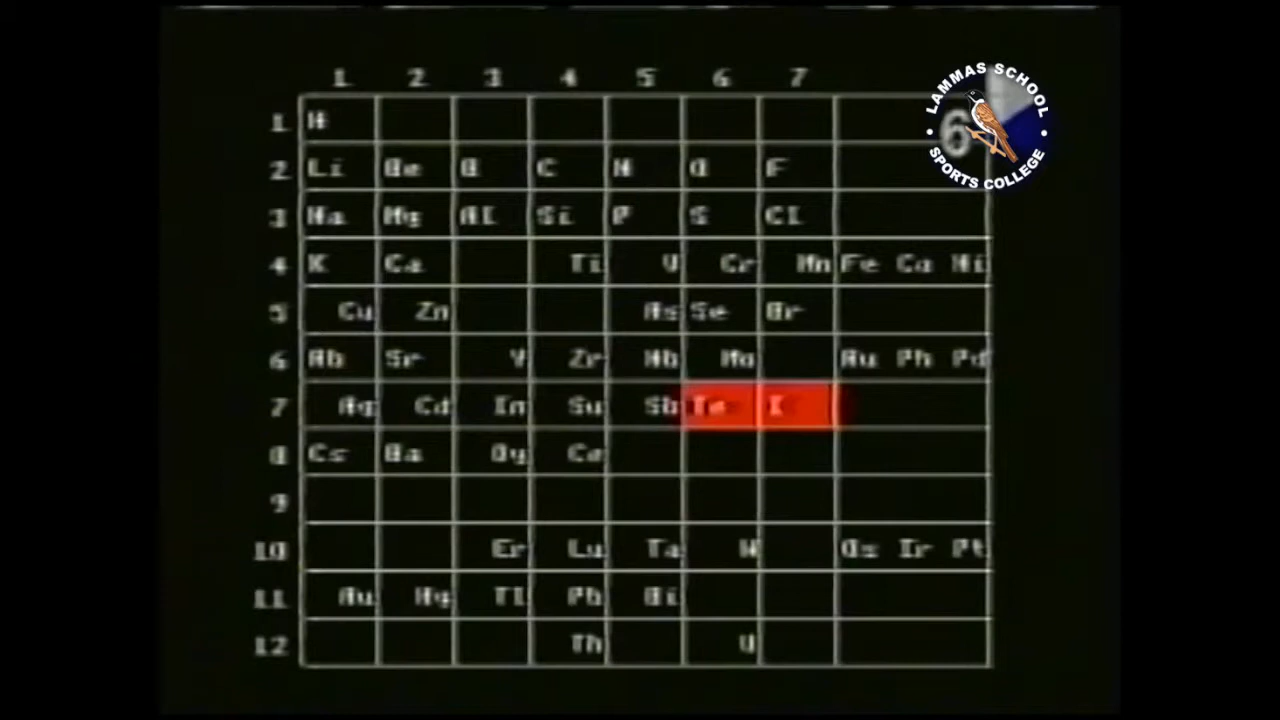 1 2 3 4 5 6 7
1 H
2 Li Be B C N O F
3 Na Mg Al Si P S Cl
4 K Ca Ti V Cr Mn Fe Co Ni
5 Cu Zn As Se Br
6 Rb Sr Y Zr Nb Mo Ru Rh Pd
7 Ag Cd In Su Sb Te I
8 Cs Ba Dy Ce
9
10 Er Lu Ta W Os Ir Pt
11 Au Hg Tl Pb Bi
12 Th U
LAMMAS SCHOOL
6
SPORTS COLLEGE